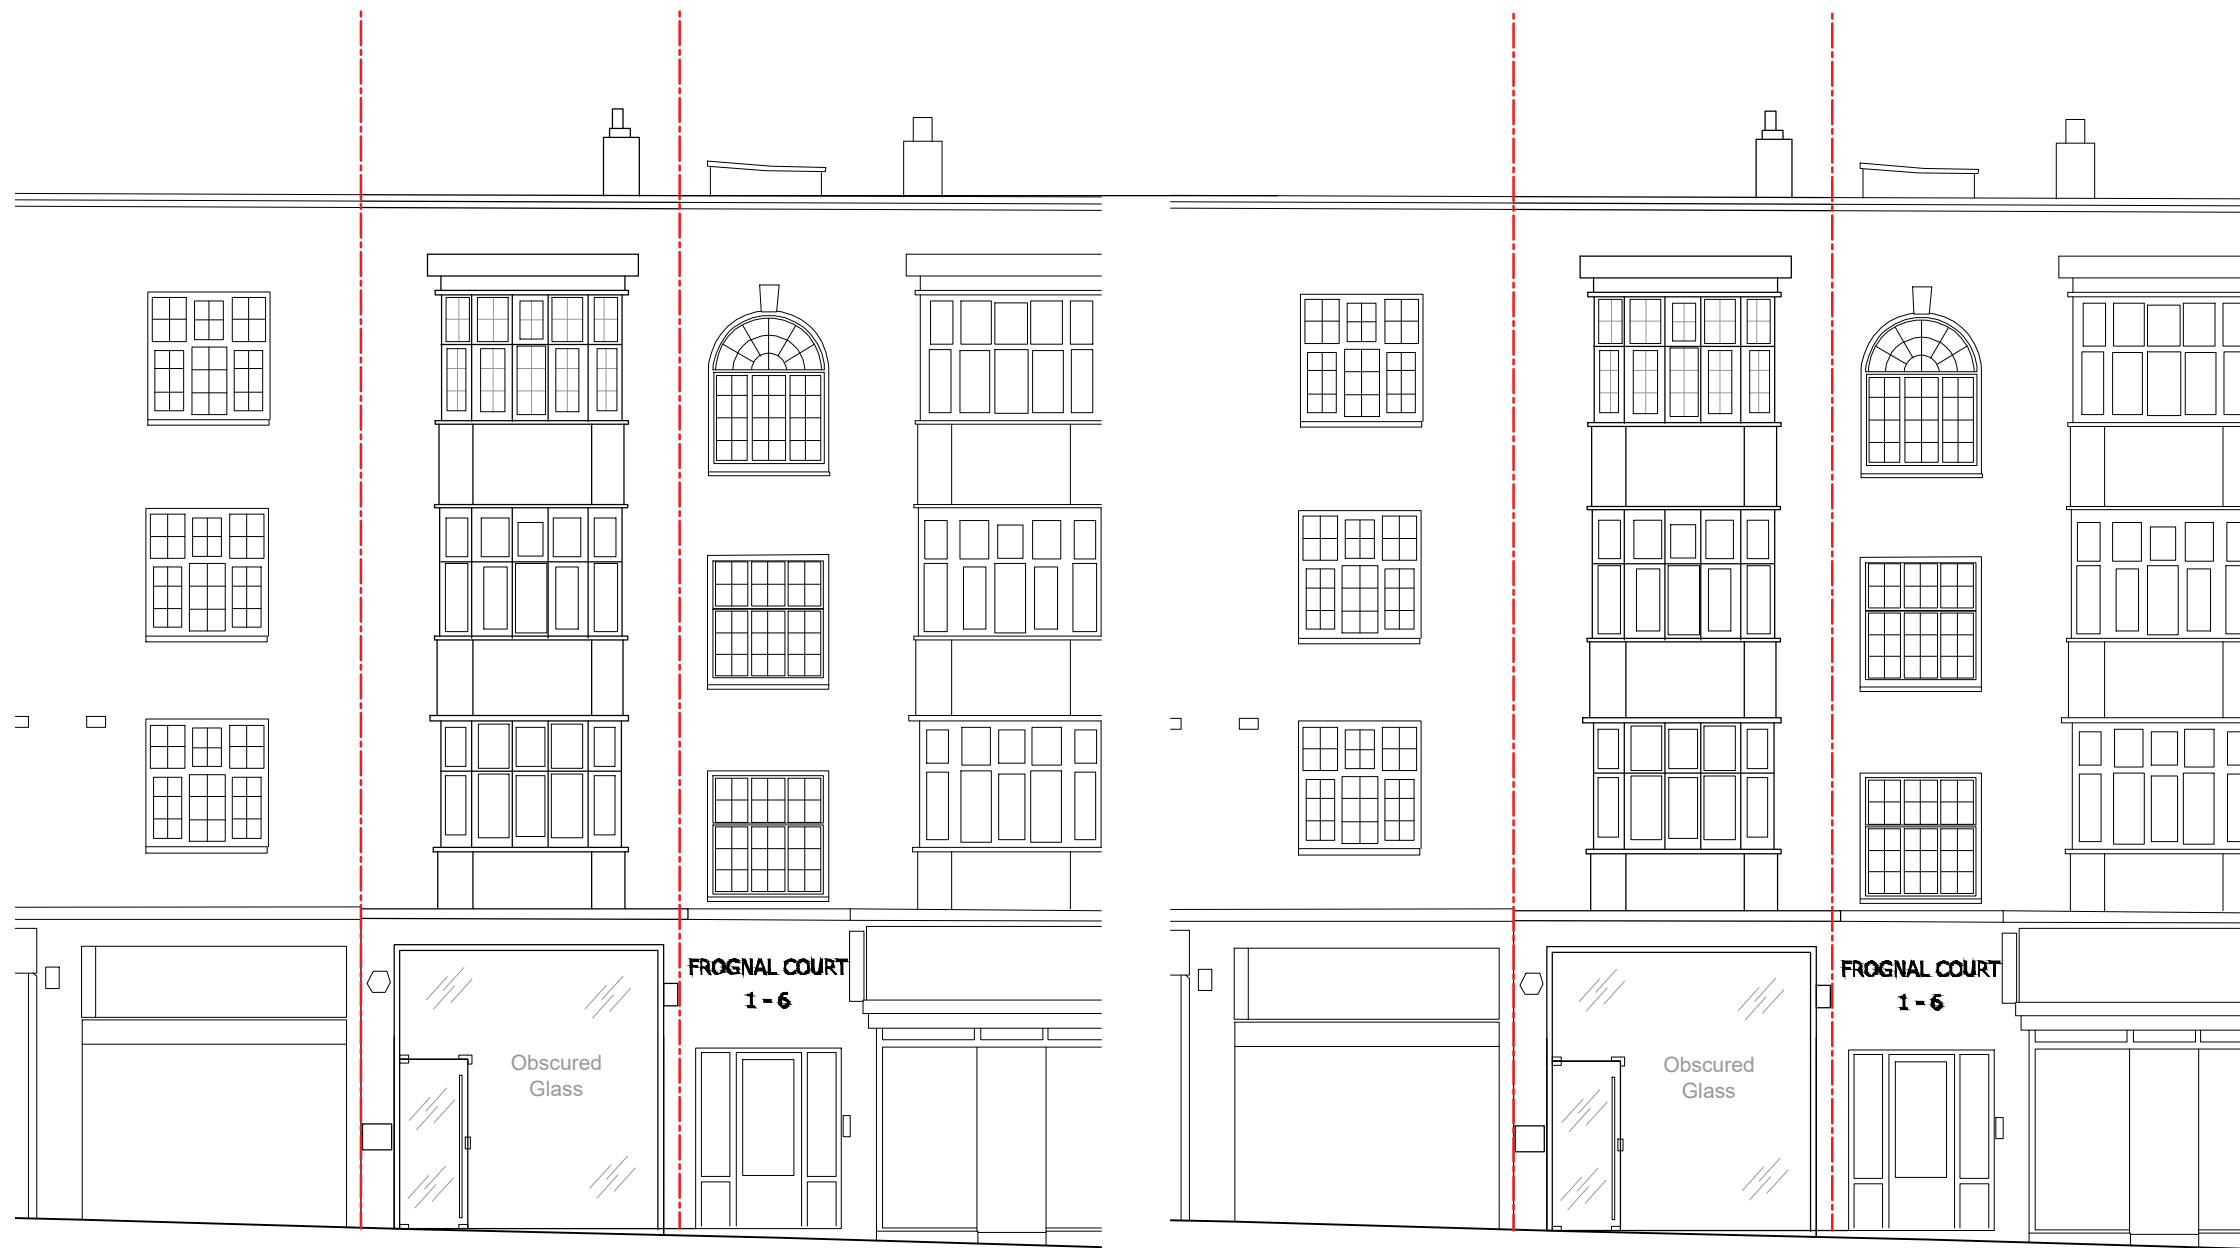 FROGNAL COURT
1 - 6
Obscured
Glass
FROGNAL COURT
1 - 6
Obscured
Glass